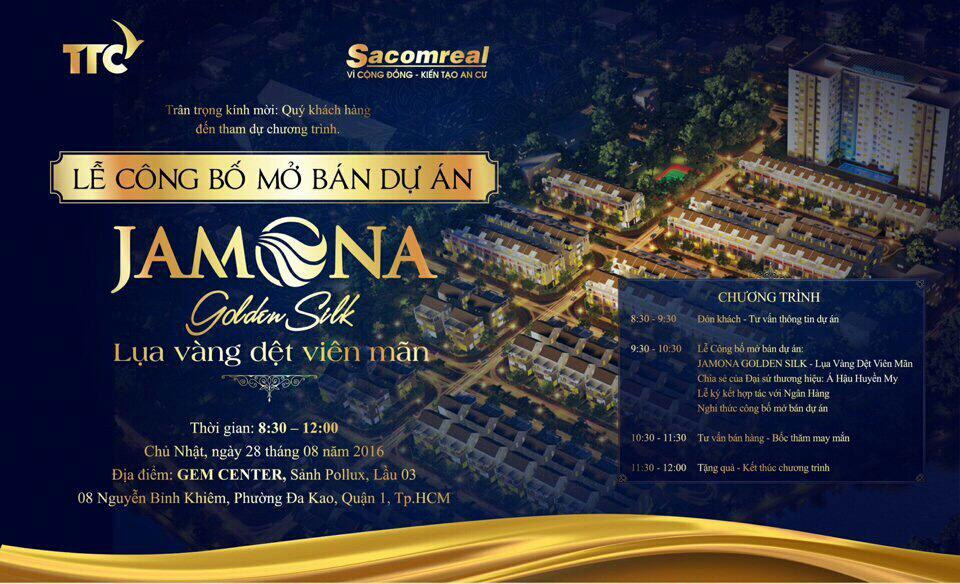 TTC
Sacomreal
VÌ CỘNG ĐỒNG - KIẾN TẠO AN CƯ
Trân trọng kính mời: Quý khách hàng
đến tham dự chương trình.
LỄ CÔNG BỐ MỞ BÁN DỰ ÁN
JAMONA
Golden Silk
Lụa vàng dệt viên mãn
Thời gian: 8:30 – 12:00
Chủ Nhật, ngày 28 tháng 08 năm 2016
Địa điểm: GEM CENTER, Sảnh Pollux, Lầu 03
08 Nguyễn Bỉnh Khiêm, Phường Đa Kao, Quận 1, Tp.HCM
CHƯƠNG TRÌNH
8:30 - 9:30 Đón khách - Tư vấn thông tin dự án
9:30 - 10:30 Lễ Công bố mở bán dự án:
JAMONA GOLDEN SILK - Lụa Vàng Dệt Viên Mãn
Chia sẻ của Đại sứ thương hiệu: Á Hậu Huyền My
Lễ ký kết hợp tác với Ngân Hàng
Nghi thức công bố mở bán dự án
10:30 - 11:30 Tư vấn bán hàng - Bốc thăm may mắn
11:30 - 12:00 Tặng quà - Kết thúc chương trình